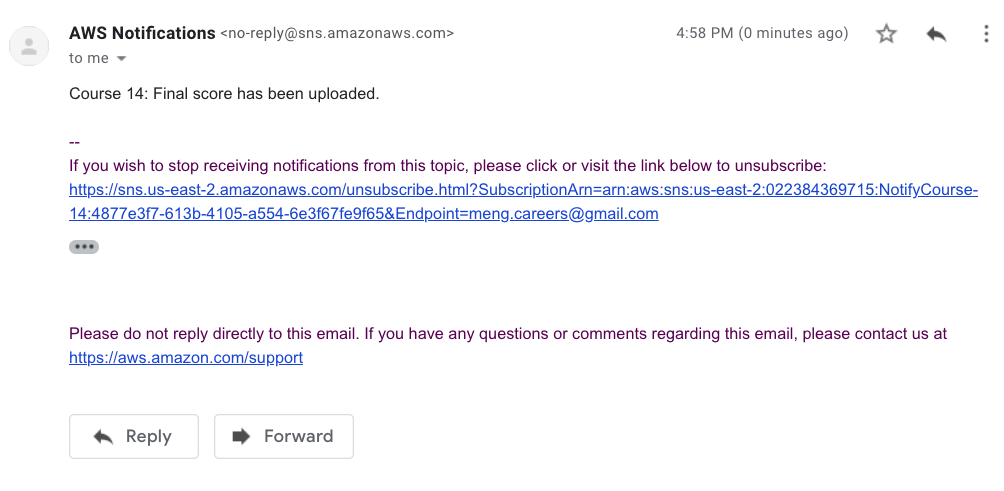 AWS Notifications <no-reply@sns.amazonaws.com> 4:58 PM (0 minutes ago)
to me
Course 14: Final score has been uploaded.
--
If you wish to stop receiving notifications from this topic, please click or visit the link below to unsubscribe:
https://sns.us-east-2.amazonaws.com/unsubscribe.html?SubscriptionArn=arn:aws:sns:us-east-2:022384369715:NotifyCourse-
14:4877e3f7-613b-4105-a554-6e3f67fe9f65&Endpoint=meng.careers@gmail.com
Please do not reply directly to this email. If you have any questions or comments regarding this email, please contact us at
https://aws.amazon.com/support
Reply Forward